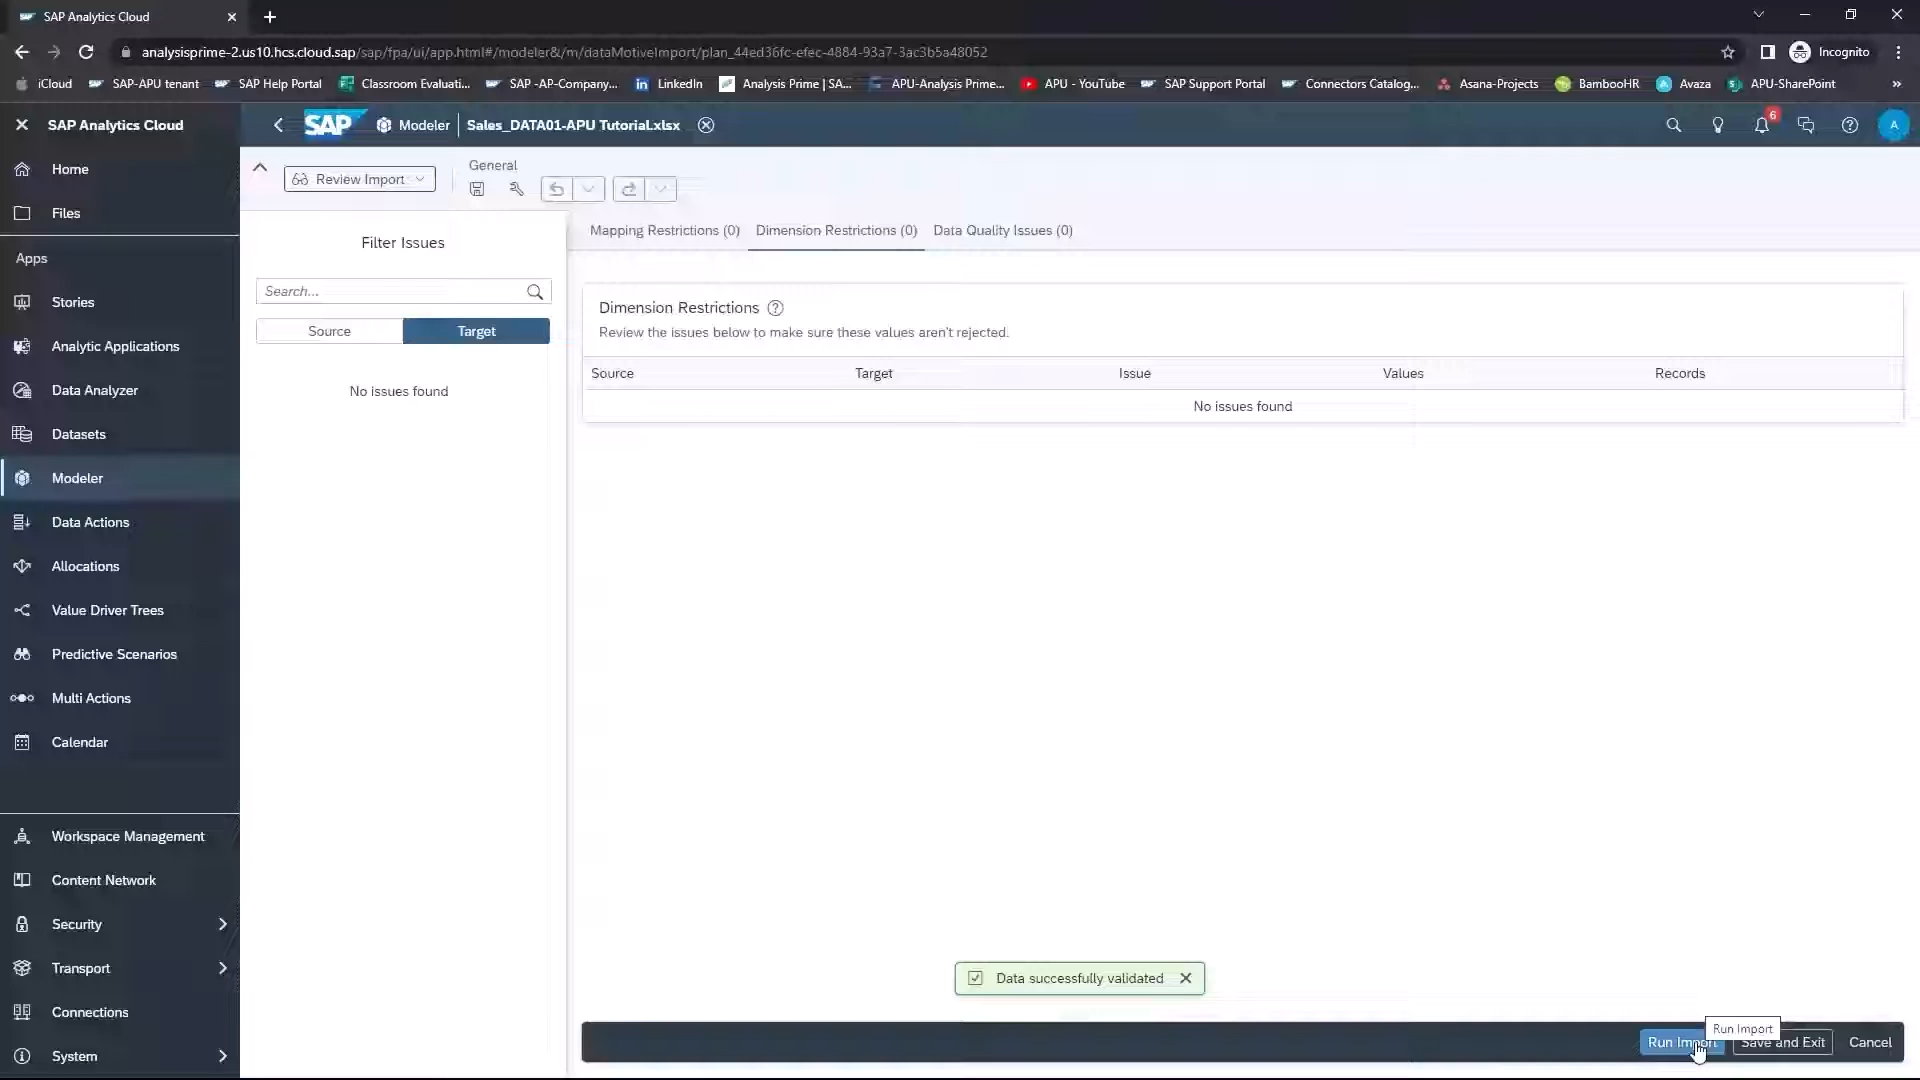 SAP Analytics Cloud
analysisprime-2.us10.hcs.cloud.sap/sap/fpa/ui/app.html#/modeler&/m/dataMotiveImport/plan_44ed36fc-efec-4884-93a7-3ac3b5a48052
Incognito
iCloud
SAP-APU tenant
SAP Help Portal
Classroom Evaluati...
SAP -AP-Company...
LinkedIn
Analysis Prime | SA...
APU-Analysis Prime...
APU - YouTube
SAP Support Portal
Connectors Catalog...
Asana-Projects
BambooHR
Avaza
APU-SharePoint
»
SAP Analytics Cloud
SAP
Modeler
Sales_DATA01-APU Tutorial.xlsx
6
A
Home
Files
Apps
Stories
Analytic Applications
Data Analyzer
Datasets
Modeler
Data Actions
Allocations
Value Driver Trees
Predictive Scenarios
Multi Actions
Calendar
Workspace Management
Content Network
Security
Transport
Connections
System
Review Import
General
Filter Issues
Search...
Source
Target
No issues found
Mapping Restrictions (0)
Dimension Restrictions (0)
Data Quality Issues (0)
Dimension Restrictions
Review the issues below to make sure these values aren't rejected.
Source
Target
Issue
Values
Records
No issues found
Data successfully validated
Run Import
Run Import
Save and Exit
Cancel